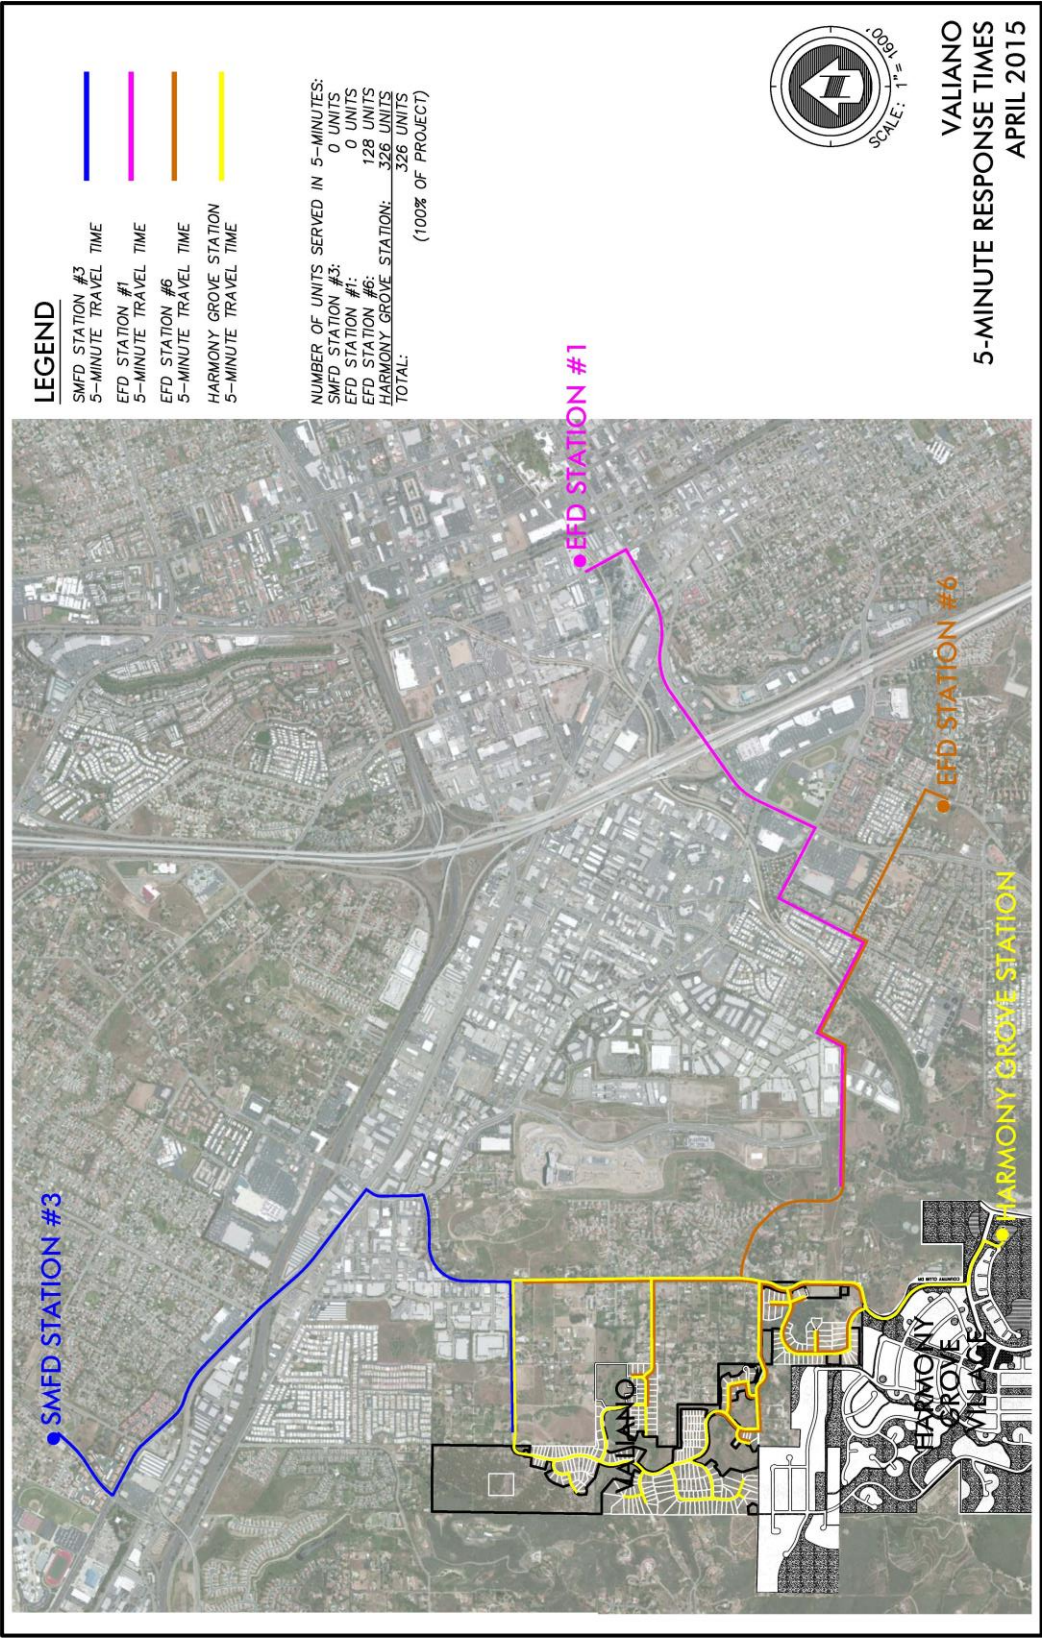 LEGEND
SMFD STATION #3
5-MINUTE TRAVEL TIME
EFD STATION #1
5-MINUTE TRAVEL TIME
EFD STATION #6
5-MINUTE TRAVEL TIME
HARMONY GROVE STATION
5-MINUTE TRAVEL TIME
NUMBER OF UNITS SERVED IN 5-MINUTES:
SMFD STATION #3: 0 UNITS
EFD STATION #1: 0 UNITS
EFD STATION #6: 128 UNITS
HARMONY GROVE STATION: 326 UNITS
TOTAL: 326 UNITS
(100% OF PROJECT)
SCALE: 1"= 1600'
VALIANO
5-MINUTE RESPONSE TIMES
APRIL 2015
SMFD STATION #3
EFD STATION #1
EFD STATION #6
HARMONY GROVE STATION
VALIANO
COUNTRY CLUB DR
HARMONY
GROVE
VILLAGE